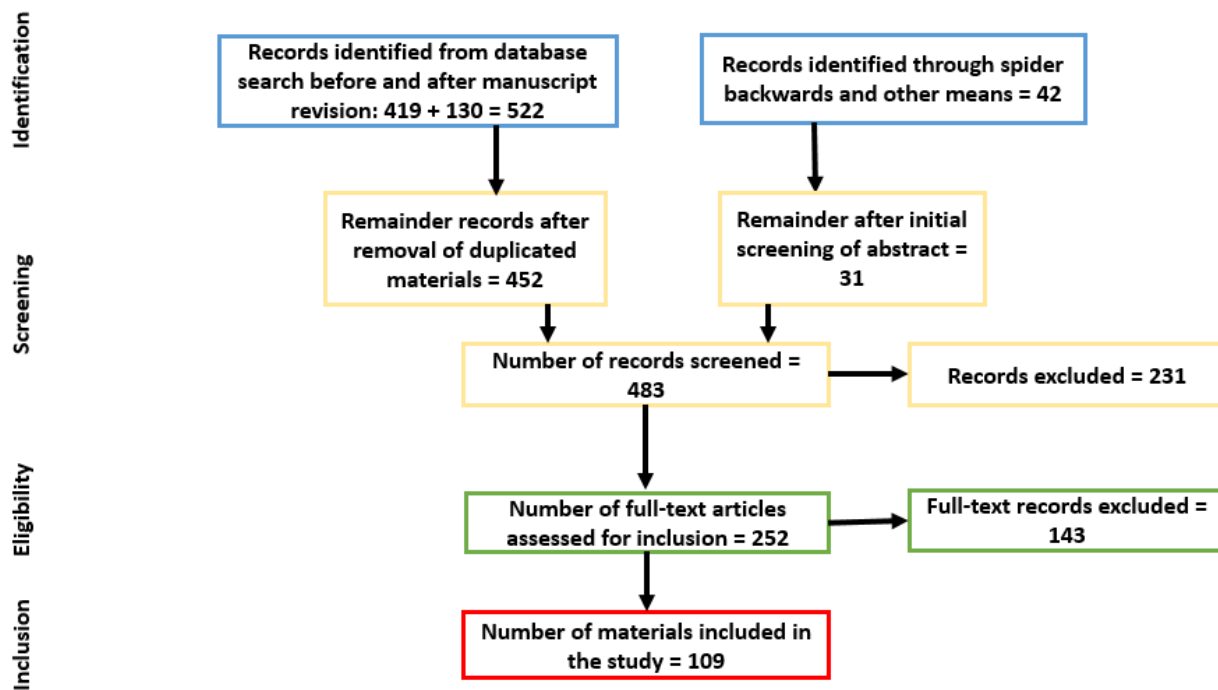 Identification
Records identified from database
search before and after manuscript
revision: 419 + 130 = 522
Records identified through spider
backwards and other means = 42
Screening
Remainder records after
removal of duplicated
materials = 452
Remainder after initial
screening of abstract =
31
Number of records screened =
483
Records excluded = 231
Eligibility
Number of full-text articles
assessed for inclusion = 252
Full-text records excluded =
143
Inclusion
Number of materials included in
the study = 109